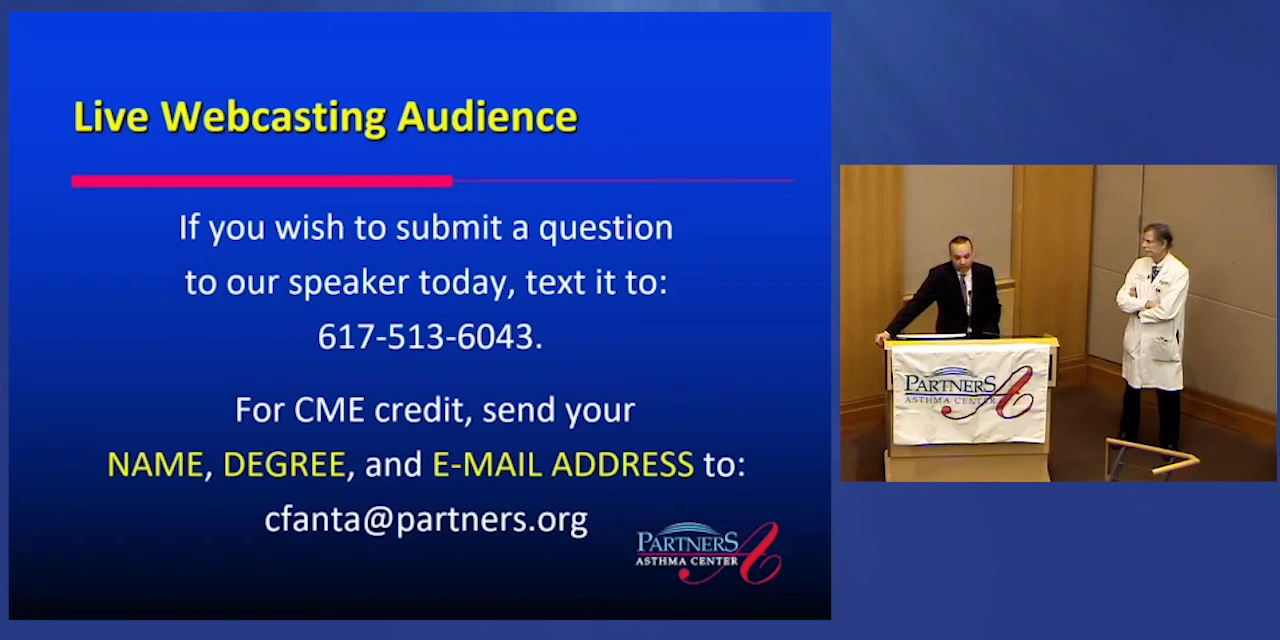 Live Webcasting Audience
If you wish to submit a question
to our speaker today, text it to:
617-513-6043.
For CME credit, send your
NAME, DEGREE, and E-MAIL ADDRESS to:
cfanta@partners.org
PARTNERS A
ASTHMA CENTER
PARTNERS A
ASTHMA CENTER